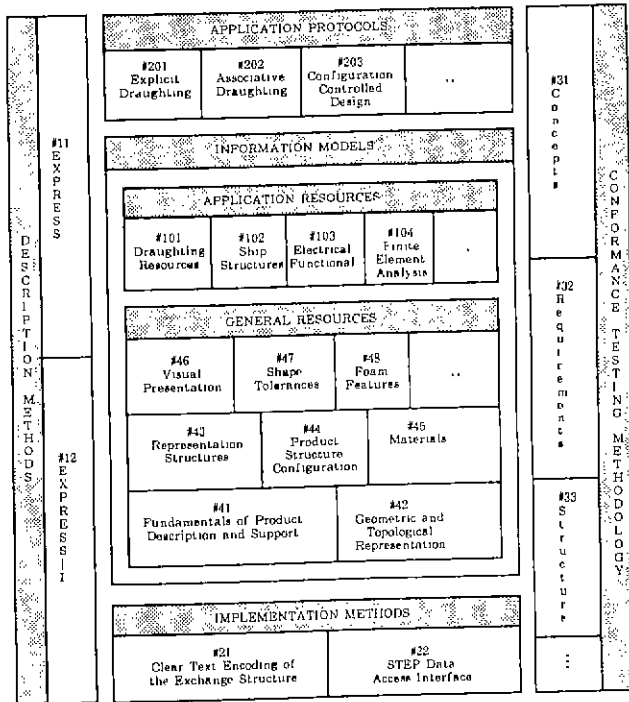 DESCRIPTION METHODS
#11
EXPRESS
#12
EXPRESS-I
APPLICATION PROTOCOLS
#201
Explicit
Draughting
#202
Associative
Draughting
#203
Configuration
Controlled
Design
..
INFORMATION MODELS
APPLICATION RESOURCES
#101
Draughting
Resources
#102
Ship
Structures
#103
Electrical
Functional
#104
Finite
Element
Analysis
.
GENERAL RESOURCES
#46
Visual
Presentation
#47
Shape
Tolerances
#48
Foam
Features
..
#43
Representation
Structures
#44
Product
Structure
Configuration
#45
Materials
#41
Fundamentals of Product
Description and Support
#42
Geometric and
Topological
Representation
IMPLEMENTATION METHODS
#21
Clear Text Encoding of
the Exchange Structure
#22
STEP Data
Access Interface
#31
Concepts
#32
Requirements
#33
Structure
...
CONFORMANCE TESTING METHODOLOGY